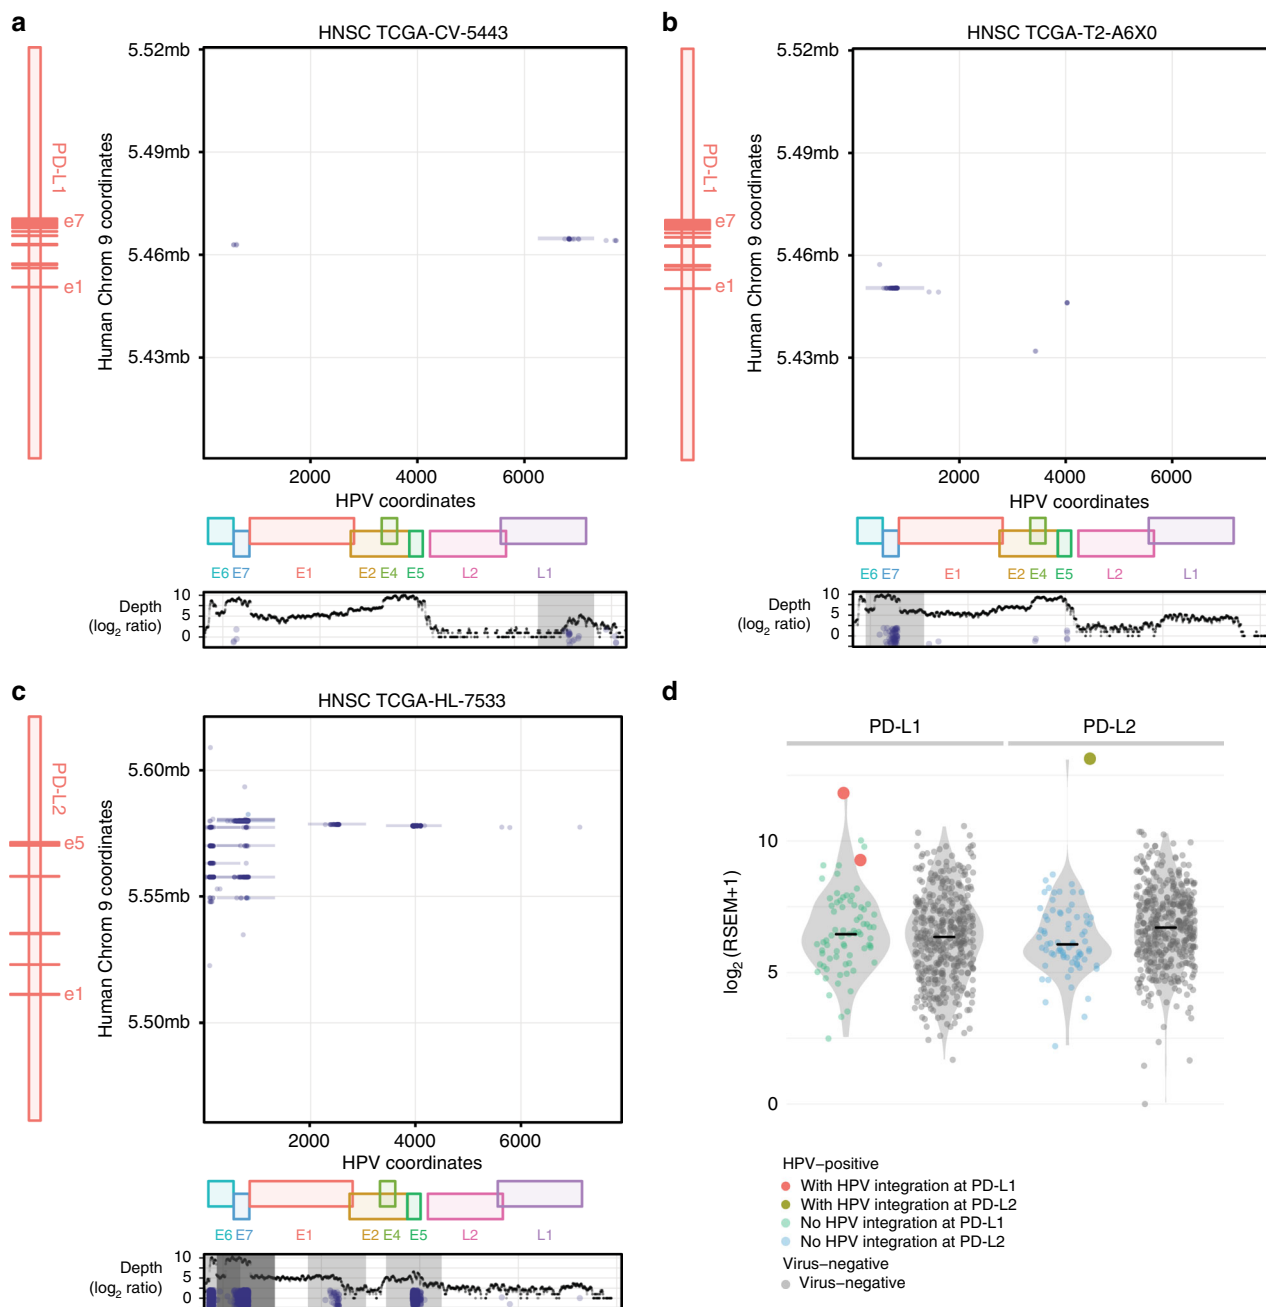 a
HNSC TCGA-CV-5443
5.52mb
5.49mb
5.46mb
5.43mb
Human Chrom 9 coordinates
PD-L1
e7
e1
2000 4000 6000
HPV coordinates
E6 E7 E1 E2 E4 E5 L2 L1
Depth
(log2 ratio)
10
5
0
b
HNSC TCGA-T2-A6X0
5.52mb
5.49mb
5.46mb
5.43mb
Human Chrom 9 coordinates
PD-L1
e7
e1
2000 4000 6000
HPV coordinates
E6 E7 E1 E2 E4 E5 L2 L1
Depth
(log2 ratio)
10
5
0
c
HNSC TCGA-HL-7533
5.60mb
5.55mb
5.50mb
Human Chrom 9 coordinates
PD-L2
e5
e1
2000 4000 6000
HPV coordinates
E6 E7 E1 E2 E4 E5 L2 L1
Depth
(log2 ratio)
10
5
0
d
PD-L1 PD-L2
log2 (RSEM+1)
10
5
0
HPV−positive
With HPV integration at PD-L1
With HPV integration at PD-L2
No HPV integration at PD-L1
No HPV integration at PD-L2
Virus−negative
Virus−negative